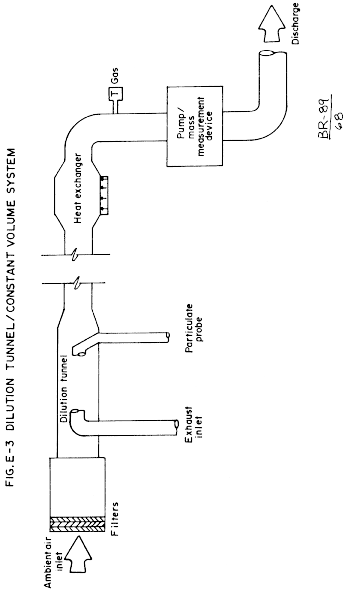 FIG. E-3 DILUTION TUNNEL/CONSTANT VOLUME SYSTEM
Ambient air
inlet
Filters
Dilution tunnel
Exhaust
inlet
Particulate
probe
Heat exchanger
T
Gas
Pump/
mass
measurement
device
Discharge
BR-89
68